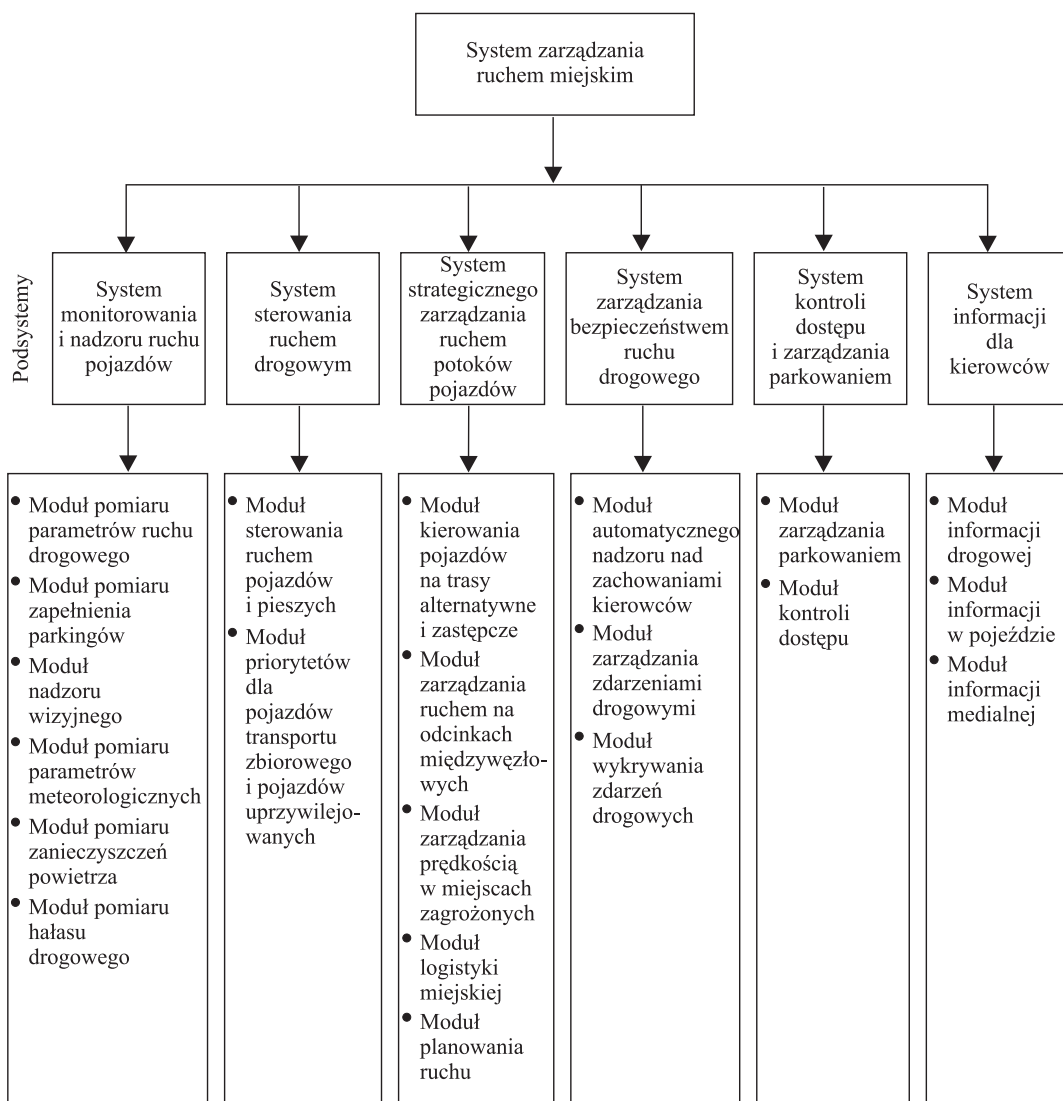 System zarządzania
ruchem miejskim
Podsystemy
System
monitorowania
i nadzoru ruchu
pojazdów
System
sterowania
ruchem
drogowym
System
strategicznego
zarządzania
ruchem
potoków
pojazdów
System
zarządzania
bezpieczeństwem
ruchu
drogowego
System
kontroli
dostępu
i zarządzania
parkowaniem
System
informacji
dla
kierowców
• Moduł pomiaru
parametrów ruchu
drogowego
• Moduł pomiaru
zapełnienia
parkingów
• Moduł
nadzoru
wizyjnego
• Moduł pomiaru
parametrów
meteorologicznych
• Moduł pomiaru
zanieczyszczeń
powietrza
• Moduł pomiaru
hałasu
drogowego
• Moduł
sterowania
ruchem
pojazdów
i pieszych
• Moduł
priorytetów
dla
pojazdów
transportu
zbiorowego
i pojazdów
uprzywilejo-
wanych
• Moduł
kierowania
pojazdów
na trasy
alternatywne
i zastępcze
• Moduł
zarządzania
ruchem na
odcinkach
międzywęzło-
wych
• Moduł
zarządzania
prędkością
w miejscach
zagrożonych
• Moduł
logistyki
miejskiej
• Moduł
planowania
ruchu
• Moduł
automatycznego
nadzoru nad
zachowaniami
kierowców
• Moduł
zarządzania
zdarzeniami
drogowymi
• Moduł
wykrywania
zdarzeń
drogowych
• Moduł
zarządzania
parkowaniem
• Moduł
kontroli
dostępu
• Moduł
informacji
drogowej
• Moduł
informacji
w pojeździe
• Moduł
informacji
medialnej